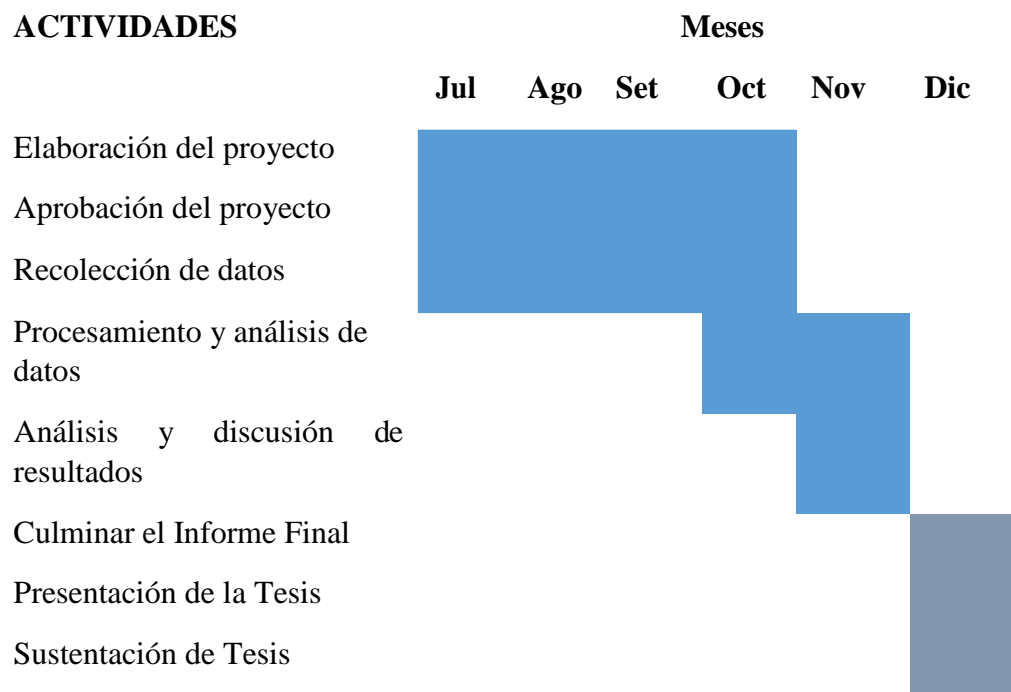 ACTIVIDADES Meses
Jul Ago Set Oct Nov Dic
Elaboración del proyecto
Aprobación del proyecto
Recolección de datos
Procesamiento y análisis de
datos
Análisis y discusión de
resultados
Culminar el Informe Final
Presentación de la Tesis
Sustentación de Tesis